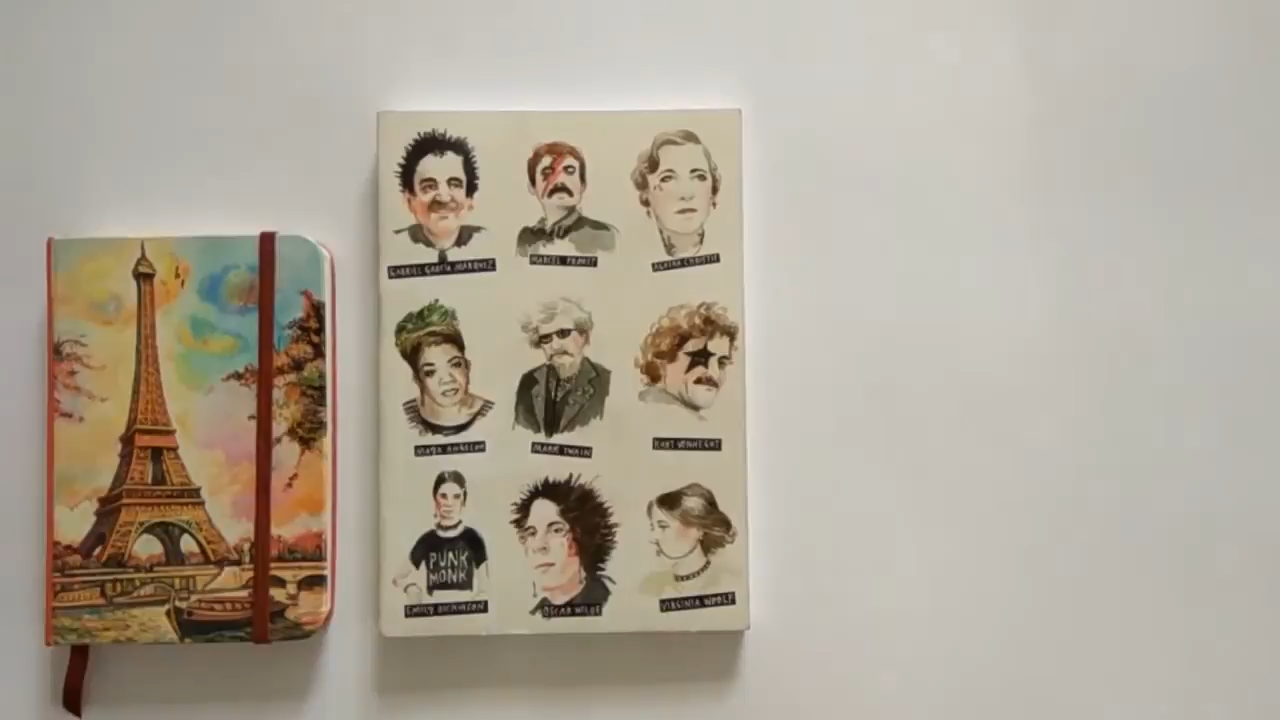 GABRIEL GARCÍA MÁRQUEZ
MARCEL PROUST
AGATHA CHRISTIE
MAYA ANGELOU
MARK TWAIN
KURT VONNEGUT
PUNK
MONK
EMILY DICKINSON
OSCAR WILDE
VIRGINIA WOOLF